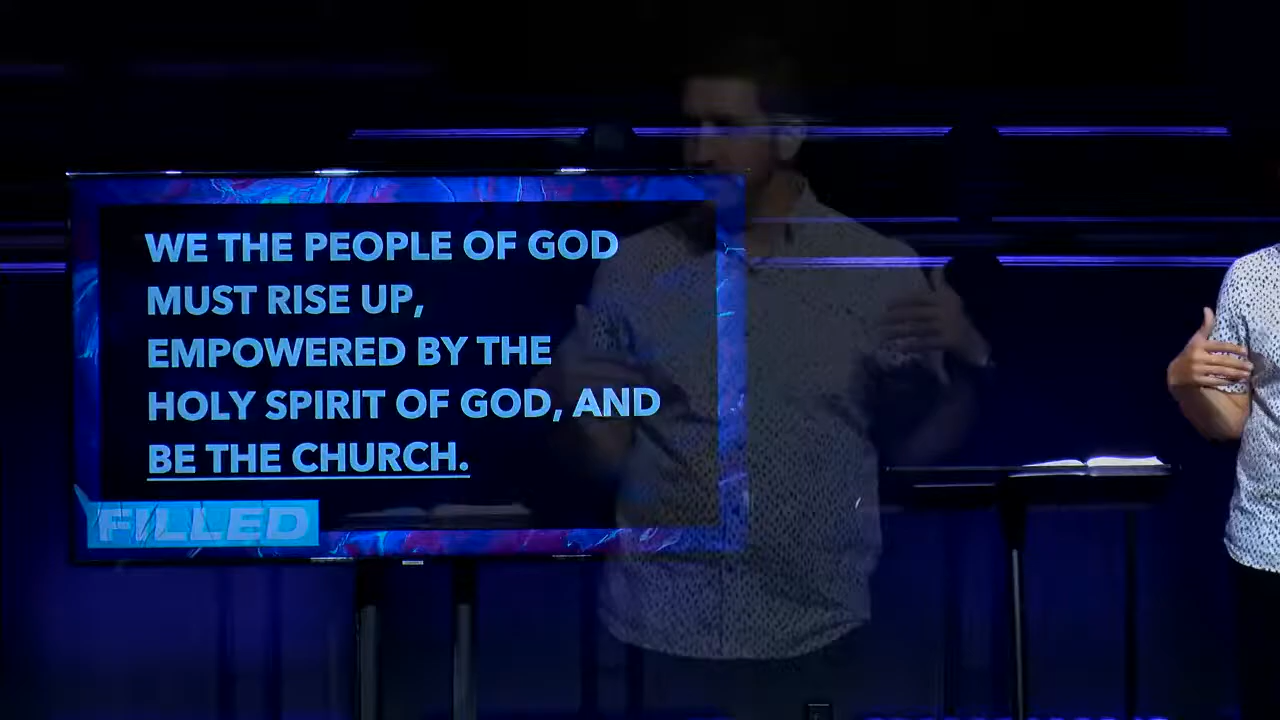 WE THE PEOPLE OF GOD
MUST RISE UP,
EMPOWERED BY THE
HOLY SPIRIT OF GOD, AND
BE THE CHURCH.
FILLED